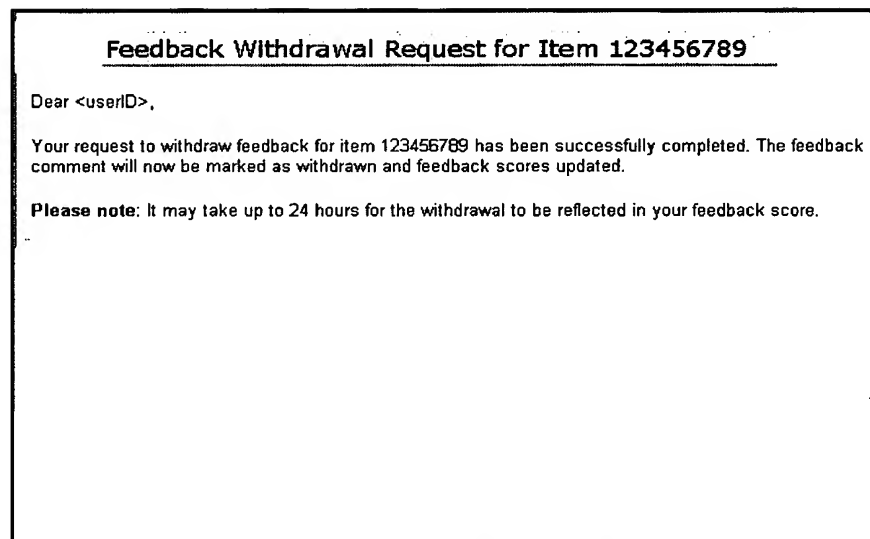 Feedback Withdrawal Request for Item 123456789
Dear <userID>,
Your request to withdraw feedback for item 123456789 has been successfully completed. The feedback
comment will now be marked as withdrawn and feedback scores updated.
Please note: It may take up to 24 hours for the withdrawal to be reflected in your feedback score.